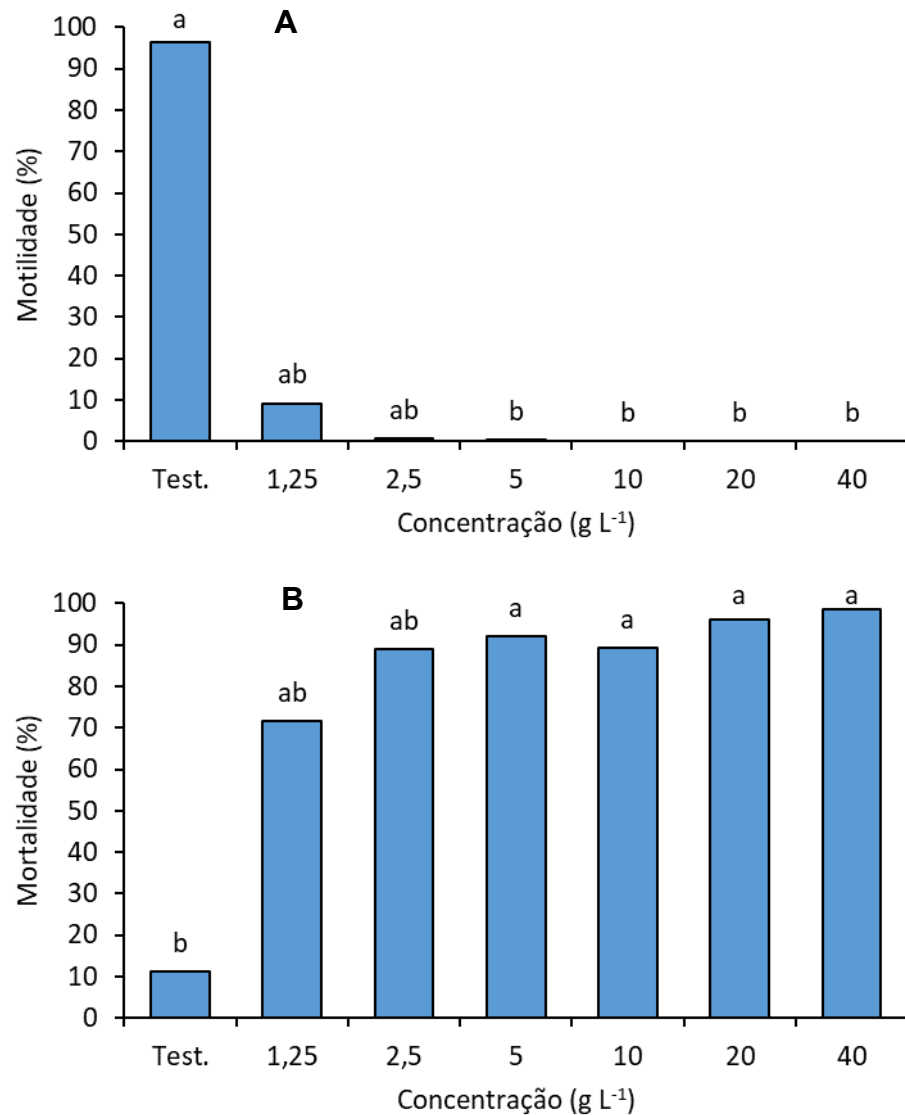 A
a
100
90
80
70
60
50
40
30
20
10
0
Motilidade (%)
ab
ab
b
b
b
b
Test. 1,25 2,5 5 10 20 40
Concentração (g L-1)
B
100
90
80
70
60
50
40
30
20
10
0
Mortalidade (%)
b
ab
ab
a
a
a
a
Test. 1,25 2,5 5 10 20 40
Concentração (g L-1)